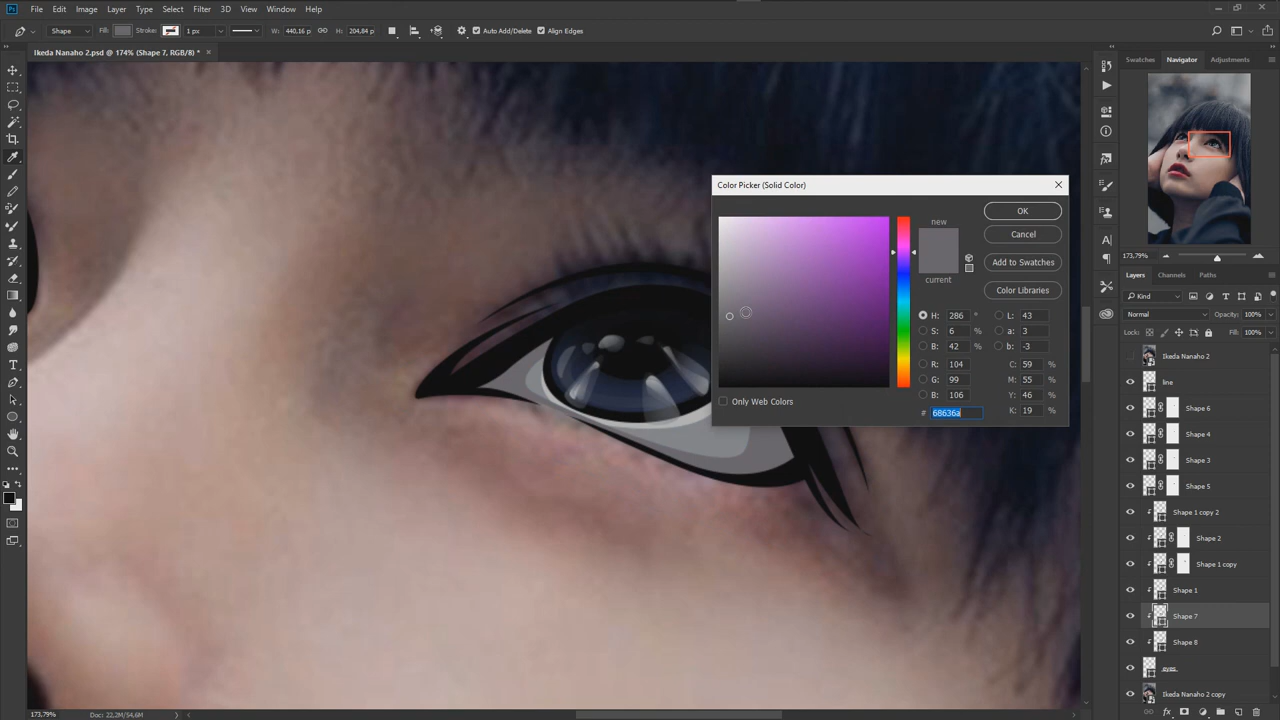 Ps File Edit Image Layer Type Select Filter 3D View Window Help
Shape Fill: Stroke: 1 px W: 440,16 p H: 204,84 p Auto Add/Delete Align Edges
Ikeda Nanaho 2.psd @ 174% (Shape 7, RGB/8) *
Swatches Navigator Adjustments
Color Picker (Solid Color)
OK
new
Cancel
Add to Swatches
current
Color Libraries
H: 286 ° L: 43
S: 6 % a: 3
B: 42 % b: -3
R: 104 C: 59 %
G: 99 M: 55 %
B: 106 Y: 46 %
Only Web Colors
# 68636a K: 19 %
173,79%
Layers Channels Paths
Kind
Normal Opacity: 100%
Lock: Fill: 100%
Ikeda Nanaho 2
line
Shape 6
Shape 4
Shape 3
Shape 5
Shape 1 copy 2
Shape 2
Shape 1 copy
Shape 1
Shape 7
Shape 8
eyes
Ikeda Nanaho 2 copy
173,79% Doc: 22,2M/54,6M